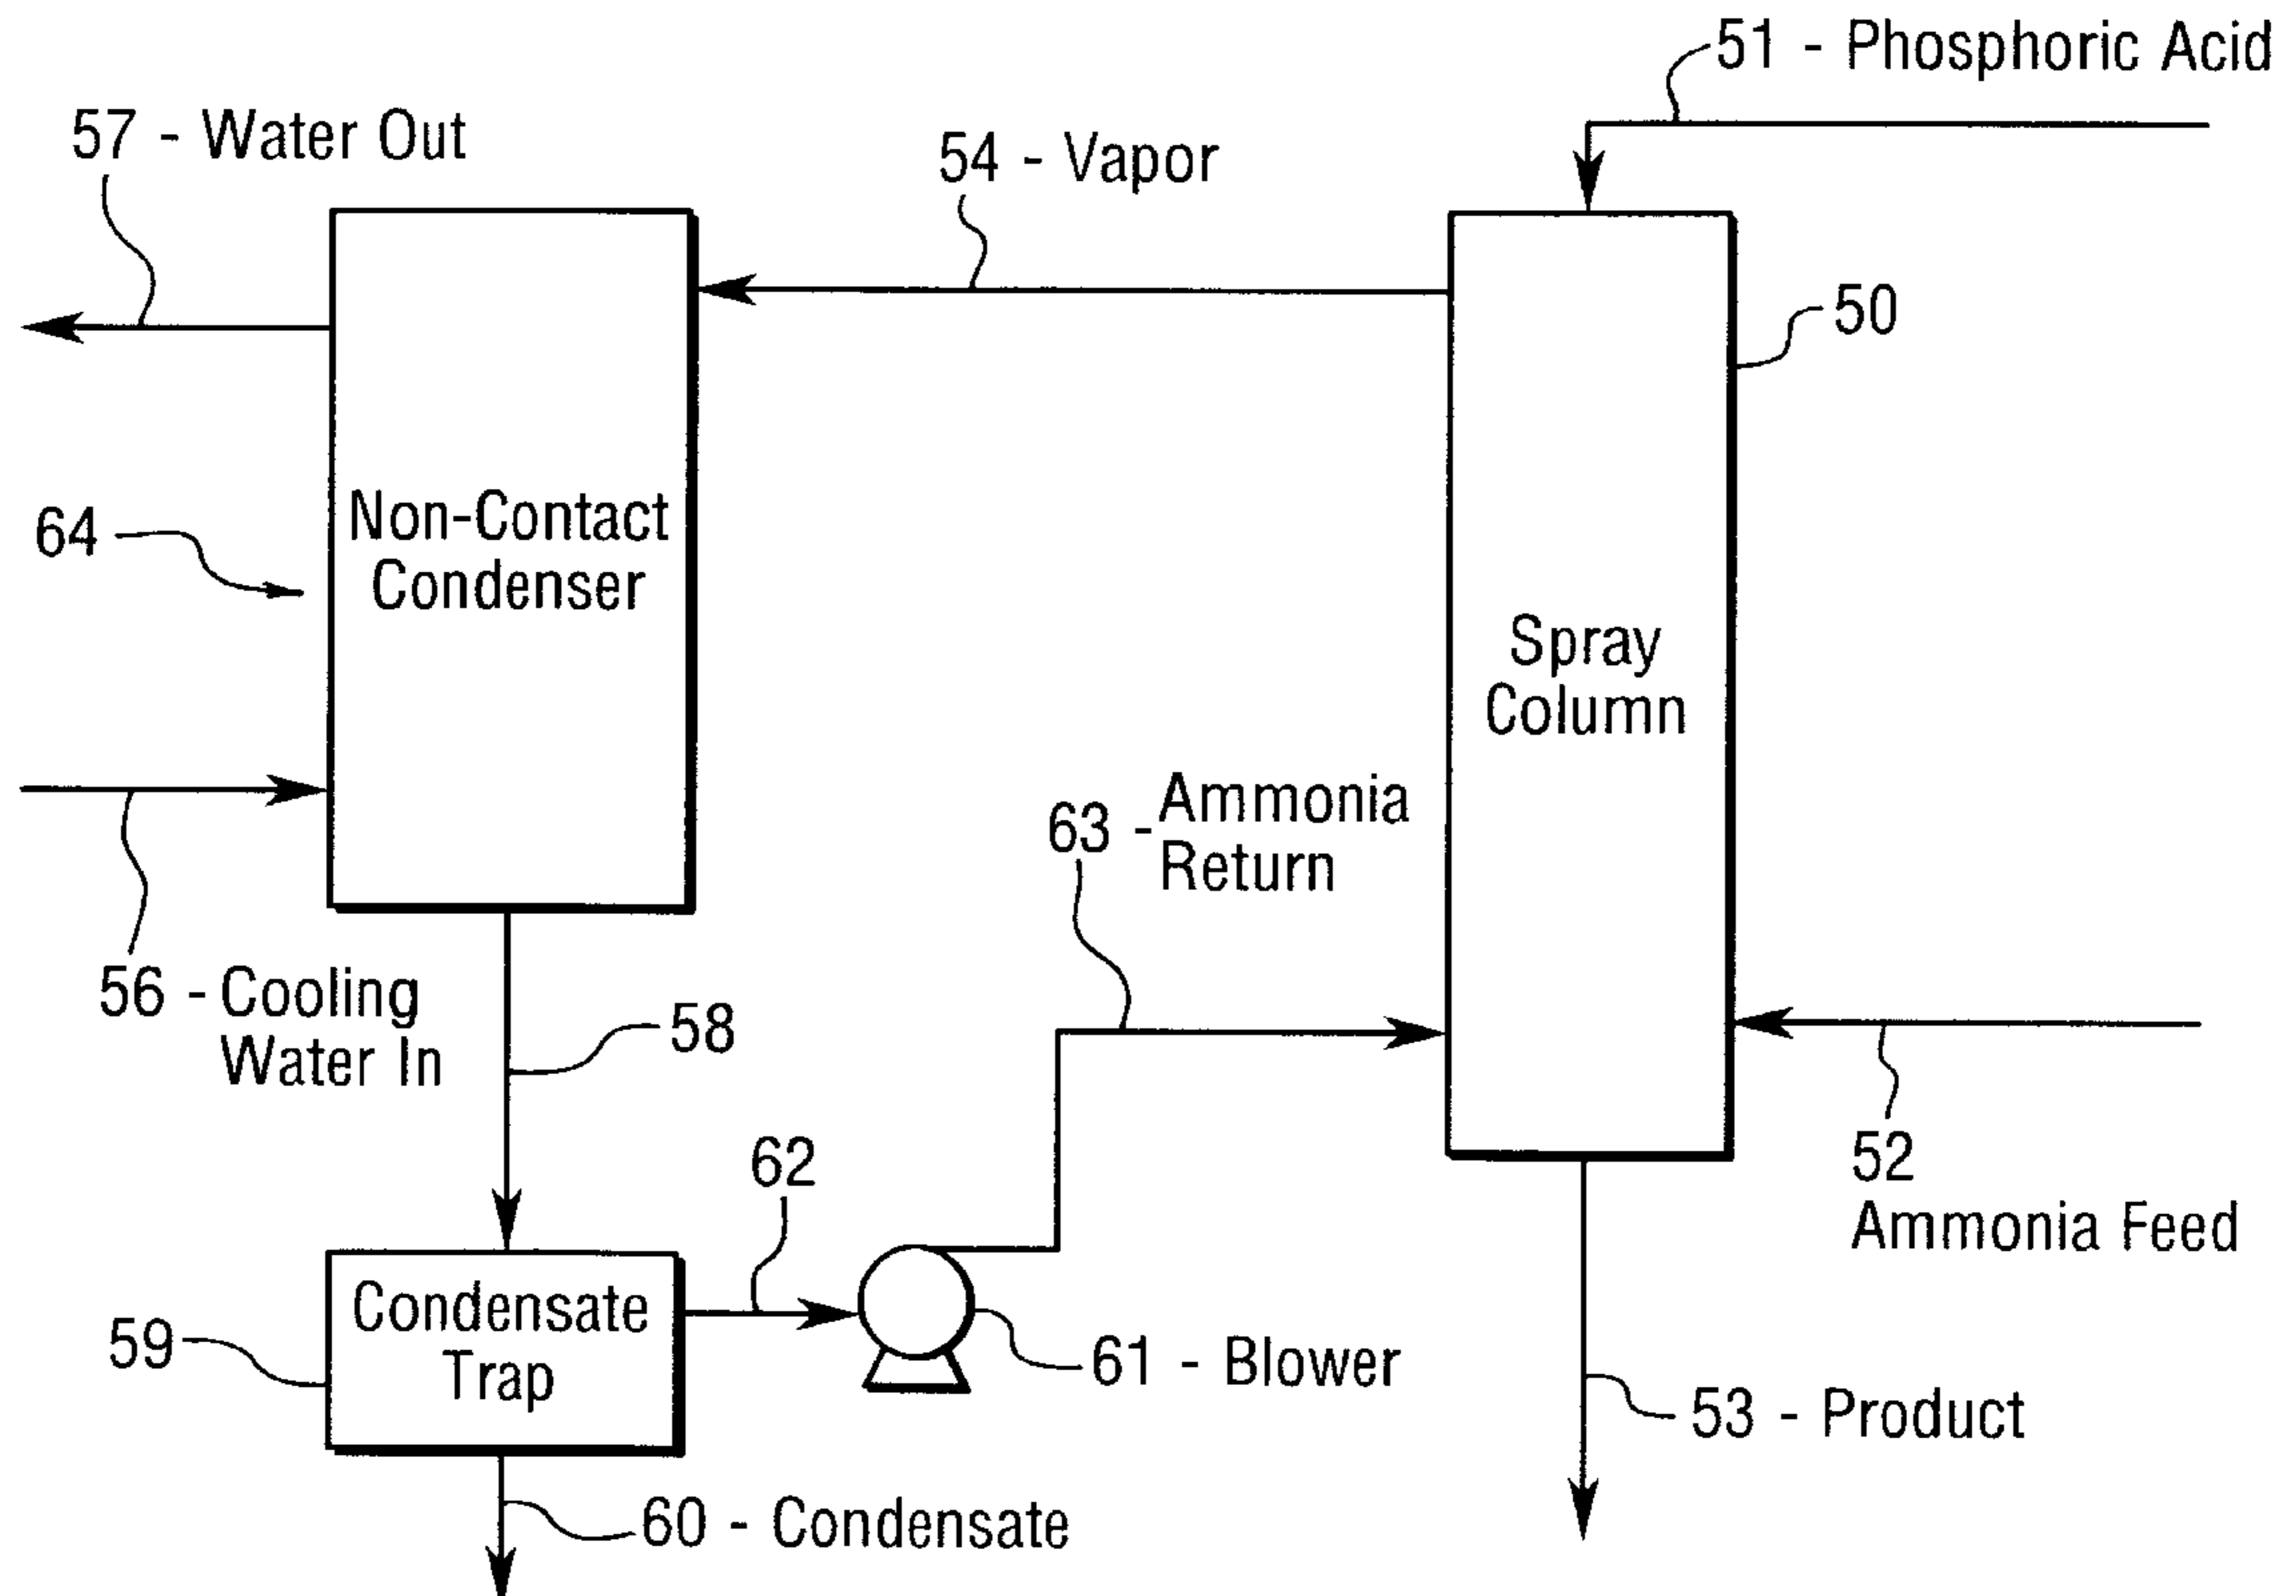 51 - Phosphoric Acid
57 - Water Out
54 - Vapor
50
64
Non-Contact
Condenser
Spray
Column
63 - Ammonia
Return
56 - Cooling
Water In
58
52
Ammonia Feed
62
Condensate
Trap
59
61 - Blower
53 - Product
60 - Condensate